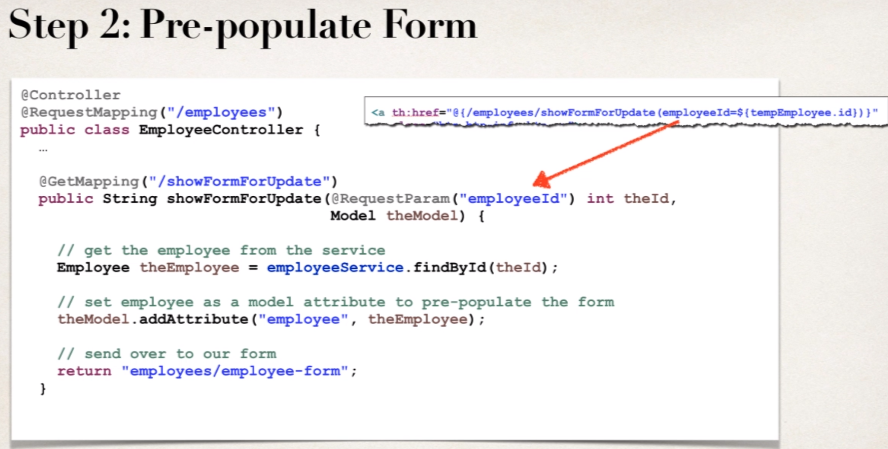 Step 2: Pre-populate Form
@Controller
@RequestMapping("/employees")
<a th:href="@{/employees/showFormForUpdate(employeeId=${tempEmployee.id})}"
public class EmployeeController {
…
@GetMapping("/showFormForUpdate")
public String showFormForUpdate(@RequestParam("employeeId") int theId,
Model theModel) {
// get the employee from the service
Employee theEmployee = employeeService.findById(theId);
// set employee as a model attribute to pre-populate the form
theModel.addAttribute("employee", theEmployee);
// send over to our form
return "employees/employee-form";
}